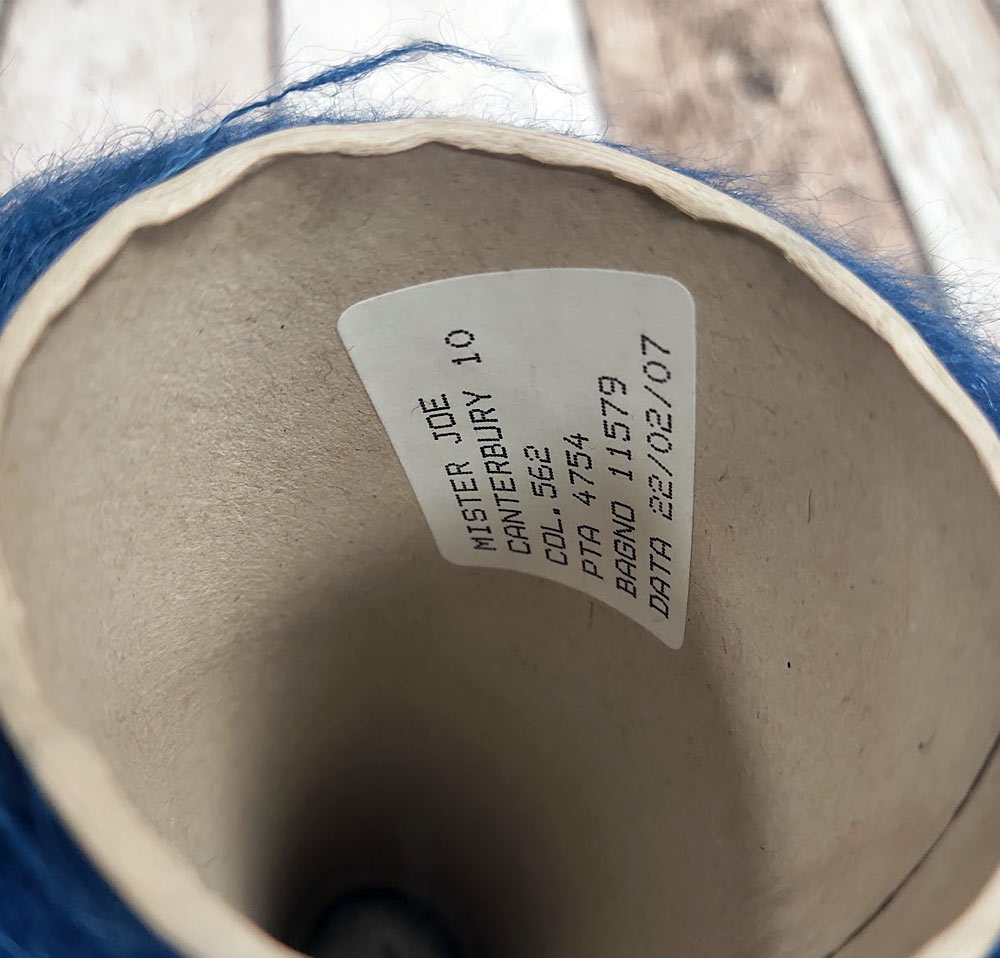 MISTER JOE
CANTERBURY 10
COL.562
PTA 4754
BAGNO 11579
DATA 22/02/07